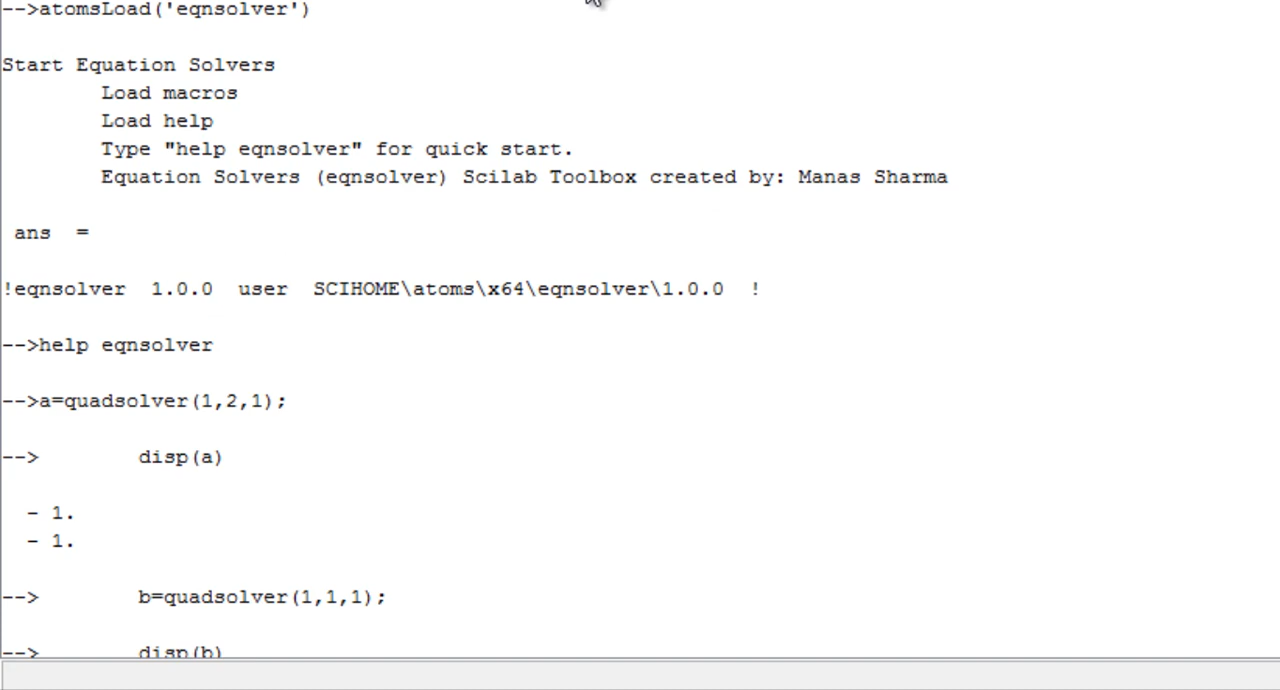 -->atomsLoad('eqnsolver')
Start Equation Solvers
Load macros
Load help
Type "help eqnsolver" for quick start.
Equation Solvers (eqnsolver) Scilab Toolbox created by: Manas Sharma
ans  =
!eqnsolver  1.0.0  user  SCIHOME\atoms\x64\eqnsolver\1.0.0  !
-->help eqnsolver
-->a=quadsolver(1,2,1);
-->        disp(a)
- 1.
- 1.
-->        b=quadsolver(1,1,1);
-->        disp(b)